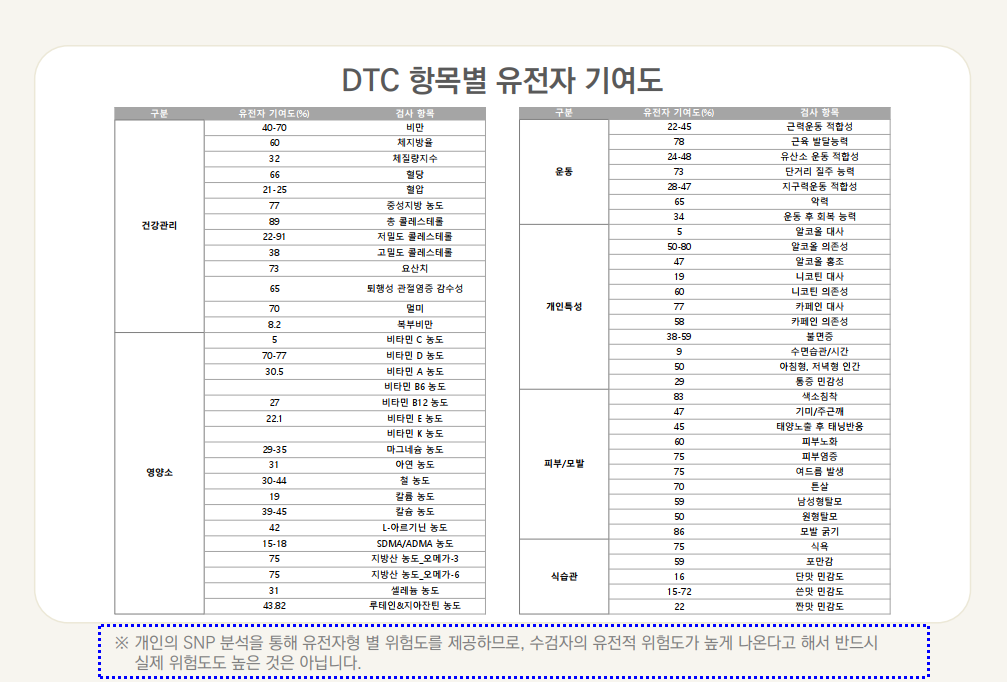 DTC 항목별 유전자 기여도
구분 유전자 기여도(%) 검사 항목
건강관리
40-70 비만
60 체지방율
32 체질량지수
66 혈당
21-25 혈압
77 중성지방 농도
89 총 콜레스테롤
22-91 저밀도 콜레스테롤
38 고밀도 콜레스테롤
73 요산치
65 퇴행성 관절염증 감수성
70 멀미
8.2 복부비만
영양소
5 비타민 C 농도
70-77 비타민 D 농도
30.5 비타민 A 농도
비타민 B6 농도
27 비타민 B12 농도
22.1 비타민 E 농도
비타민 K 농도
29-35 마그네슘 농도
31 아연 농도
30-44 철 농도
19 칼륨 농도
39-45 칼슘 농도
42 L-아르기닌 농도
15-18 SDMA/ADMA 농도
75 지방산 농도_오메가-3
75 지방산 농도_오메가-6
31 셀레늄 농도
43.82 루테인&지아잔틴 농도
구분 유전자 기여도(%) 검사 항목
운동
22-45 근력운동 적합성
78 근육 발달능력
24-48 유산소 운동 적합성
73 단거리 질주 능력
28-47 지구력운동 적합성
65 악력
34 운동 후 회복 능력
개인특성
5 알코올 대사
50-80 알코올 의존성
47 알코올 홍조
19 니코틴 대사
60 니코틴 의존성
77 카페인 대사
58 카페인 의존성
38-59 불면증
9 수면습관/시간
50 아침형, 저녁형 인간
29 통증 민감성
피부/모발
83 색소침착
47 기미/주근깨
45 태양노출 후 태닝반응
60 피부노화
75 피부염증
75 여드름 발생
70 튼살
59 남성형탈모
50 원형탈모
86 모발 굵기
식습관
75 식욕
59 포만감
16 단맛 민감도
15-72 쓴맛 민감도
22 짠맛 민감도
※ 개인의 SNP 분석을 통해 유전자형 별 위험도를 제공하므로, 수검자의 유전적 위험도가 높게 나온다고 해서 반드시
실제 위험도도 높은 것은 아닙니다.